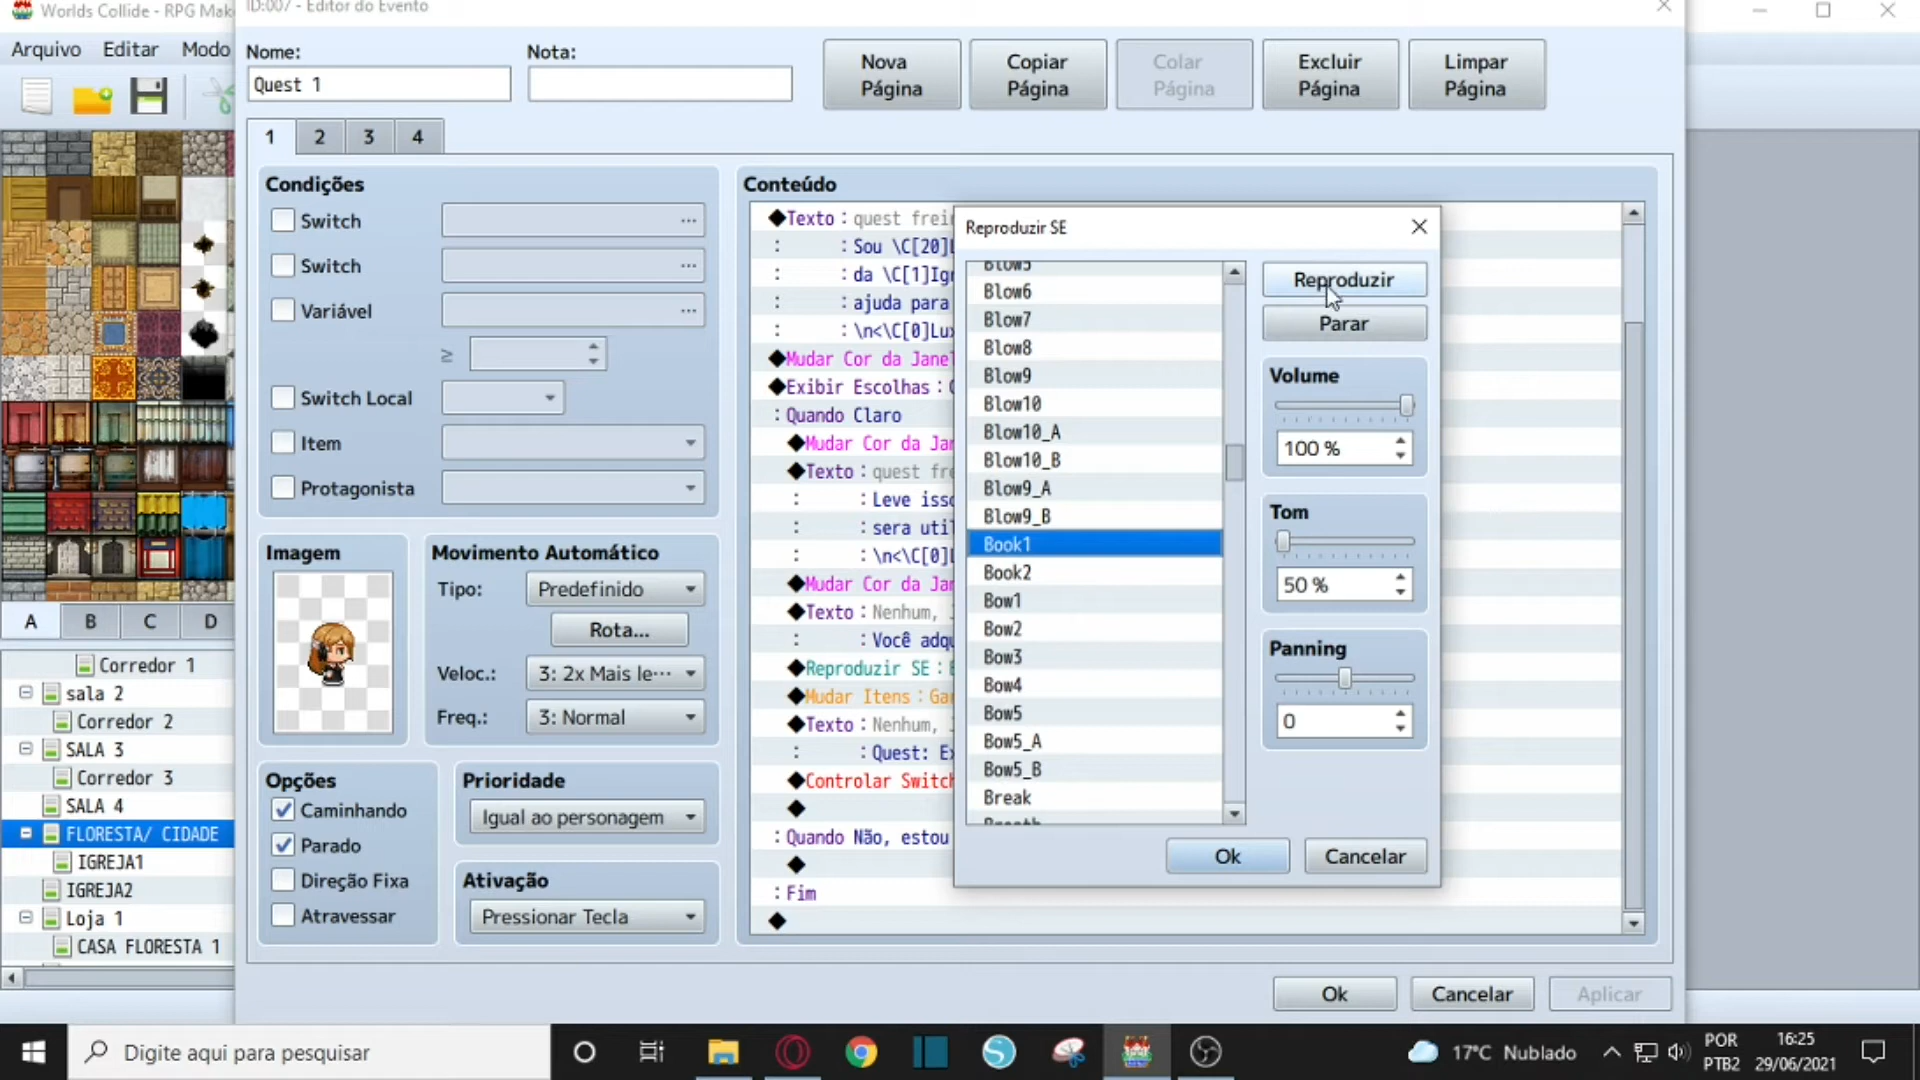 Worlds Collide - RPG Mak
ID:007 - Editor do Evento
Arquivo
Editar
Modo
Nome:
Nota:
Quest 1
Nova Página
Copiar Página
Colar Página
Excluir Página
Limpar Página
1
2
3
4
Condições
Switch
...
Switch
...
Variável
...
≥
Switch Local
Item
Protagonista
Imagem
Movimento Automático
Tipo:
Predefinido
Rota...
Veloc.:
3: 2x Mais le...
Freq.:
3: Normal
Opções
Caminhando
Parado
Direção Fixa
Atravessar
Prioridade
Igual ao personagem
Ativação
Pressionar Tecla
Conteúdo
◆Texto : quest frei
: : Sou \C[20]
: : da \C[1]Ig
: : ajuda para
: : \n<\C[0]Lu
◆Mudar Cor da Jane
◆Exibir Escolhas :
: Quando Claro
◆Mudar Cor da Ja
◆Texto : quest fre
: : Leve iss
: : sera uti
: : \n<\C[0]
◆Mudar Cor da Ja
◆Texto : Nenhum,
: : Você adq
◆Reproduzir SE :
◆Mudar Itens : Ga
◆Texto : Nenhum,
: : Quest: E
◆Controlar Switc
◆
: Quando Não, estou
◆
: Fim
◆
Reproduzir SE
Blow5
Blow6
Blow7
Blow8
Blow9
Blow10
Blow10_A
Blow10_B
Blow9_A
Blow9_B
Book1
Book2
Bow1
Bow2
Bow3
Bow4
Bow5
Bow5_A
Bow5_B
Break
Breath
Reproduzir
Parar
Volume
100 %
Tom
50 %
Panning
0
Ok
Cancelar
Ok
Cancelar
Aplicar
A
B
C
D
Corredor 1
sala 2
Corredor 2
SALA 3
Corredor 3
SALA 4
FLORESTA/ CIDADE
IGREJA1
IGREJA2
Loja 1
CASA FLORESTA 1
Digite aqui para pesquisar
17°C Nublado
POR
PTB2
16:25
29/06/2021